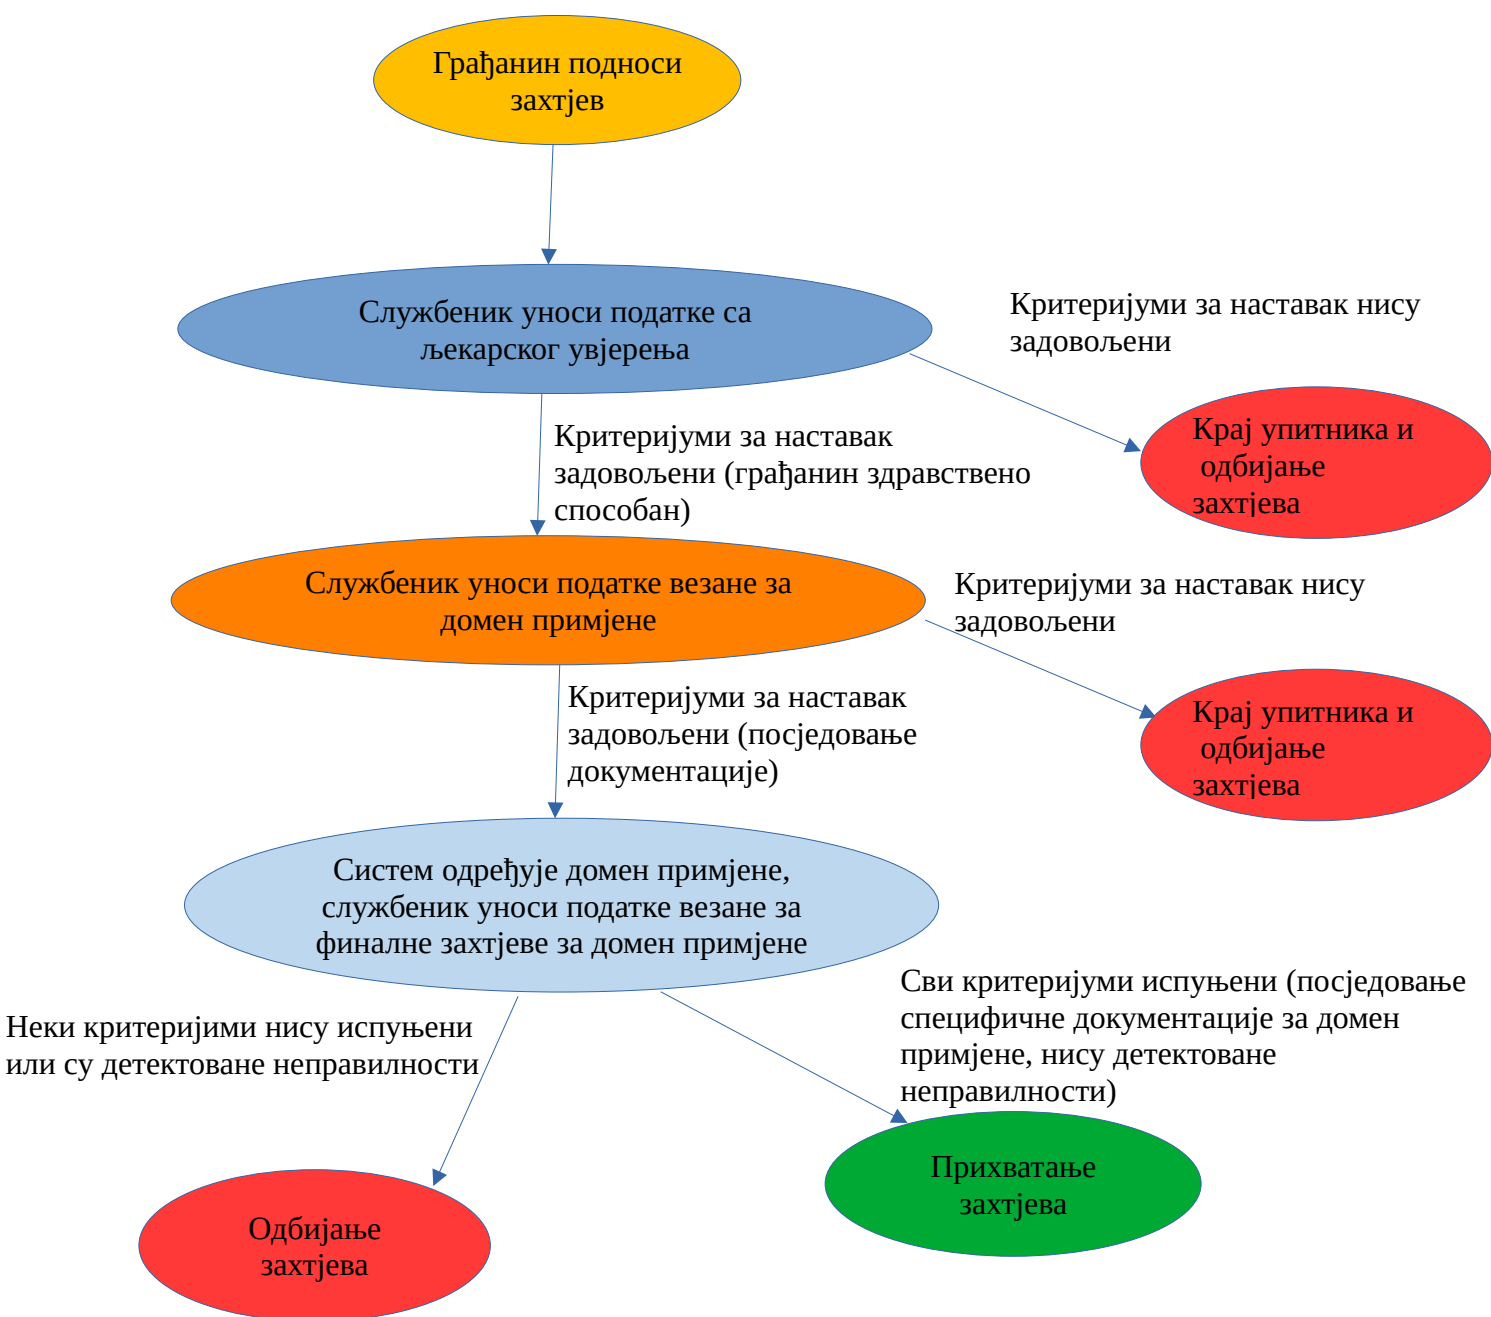 Грађанин подноси
захтјев
Службеник уноси податке са
љекарског увјерења
Критеријуми за наставак нису
задовољени
Крај упитника и
одбијање
захтјева
Критеријуми за наставак
задовољени (грађанин здравствено
способан)
Службеник уноси податке везане за
домен примјене
Критеријуми за наставак нису
задовољени
Крај упитника и
одбијање
захтјева
Критеријуми за наставак
задовољени (посједовање
документације)
Систем одређује домен примјене,
службеник уноси податке везане за
финалне захтјеве за домен примјене
Неки критеријими нису испуњени
или су детектоване неправилности
Сви критеријуми испуњени (посједовање
специфичне документације за домен
примјене, нису детектоване
неправилности)
Прихватање
захтјева
Одбијање
захтјева